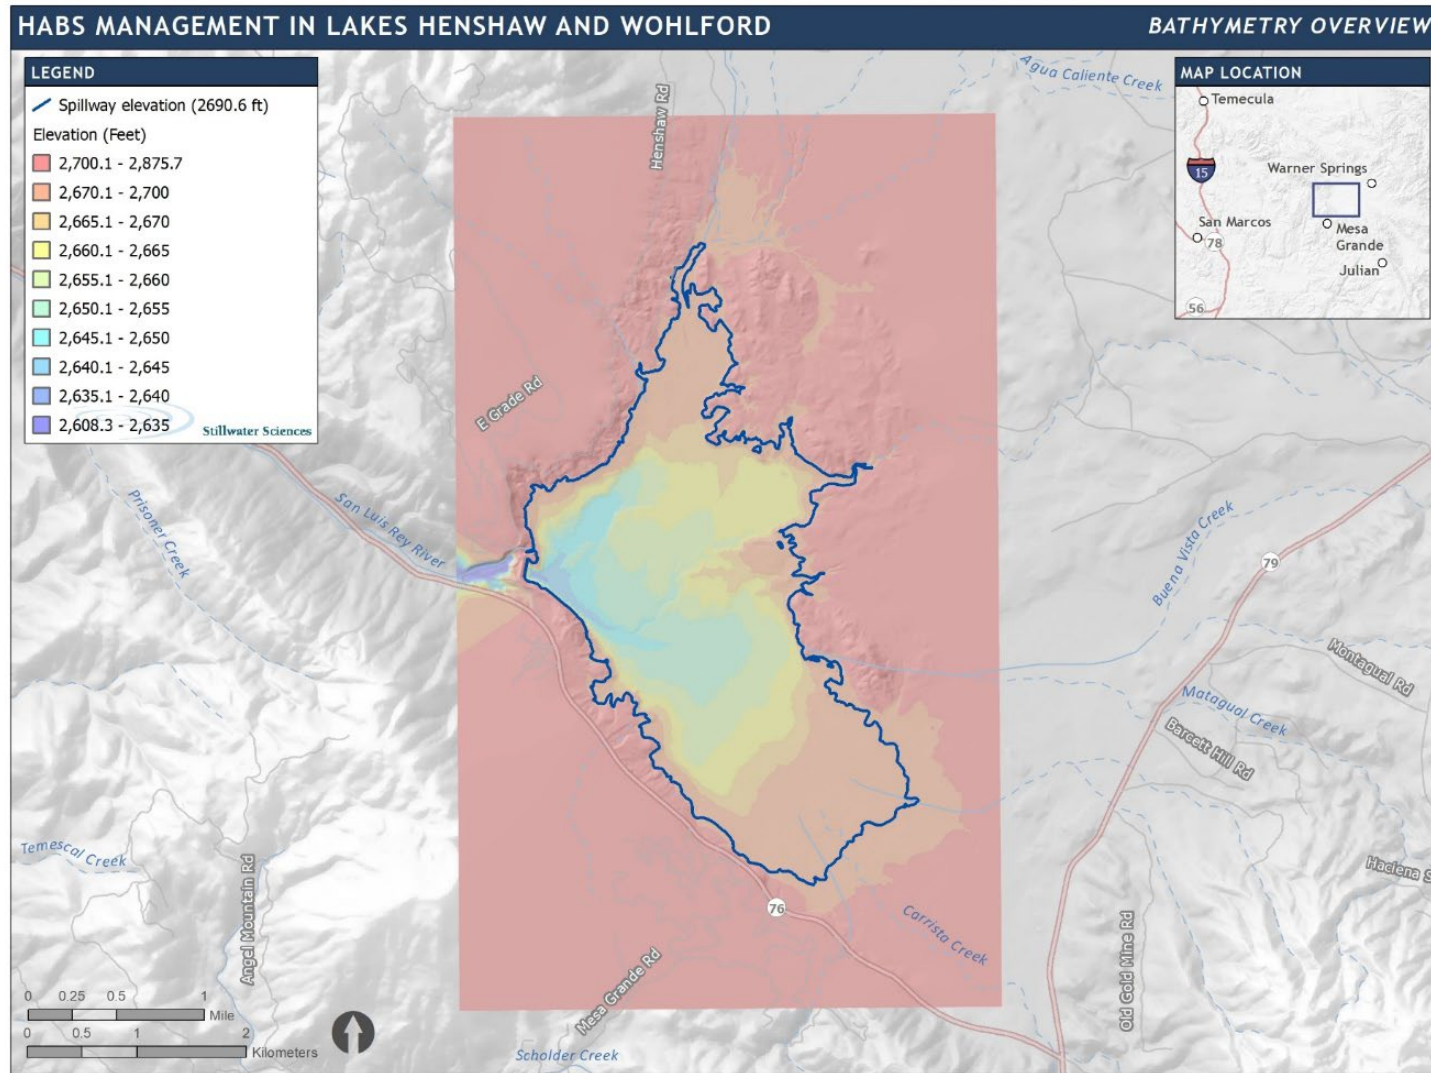 HABS MANAGEMENT IN LAKES HENSHAW AND WOHLFORD
BATHYMETRY OVERVIEW
LEGEND
Spillway elevation (2690.6 ft)
Elevation (Feet)
2,700.1 - 2,875.7
2,670.1 - 2,700
2,665.1 - 2,670
2,660.1 - 2,665
2,655.1 - 2,660
2,650.1 - 2,655
2,645.1 - 2,650
2,640.1 - 2,645
2,635.1 - 2,640
2,608.3 - 2,635
Stillwater Sciences
MAP LOCATION
Temecula
15
Warner Springs
San Marcos
78
Mesa
Grande
Julian
56
Agua Caliente Creek
Henshaw Rd
E Grade Rd
San Luis Rey River
Prisoner Creek
Buena Vista Creek
79
Montagual Rd
Matagual Creek
Barcett Hill Rd
Temescal Creek
Angel Mountain Rd
Haclena S
76
Carrista Creek
Old Gold Mine Rd
Mesa Grande Rd
Scholder Creek
0 0.25 0.5 1
Mile
0 0.5 1 2
Kilometers